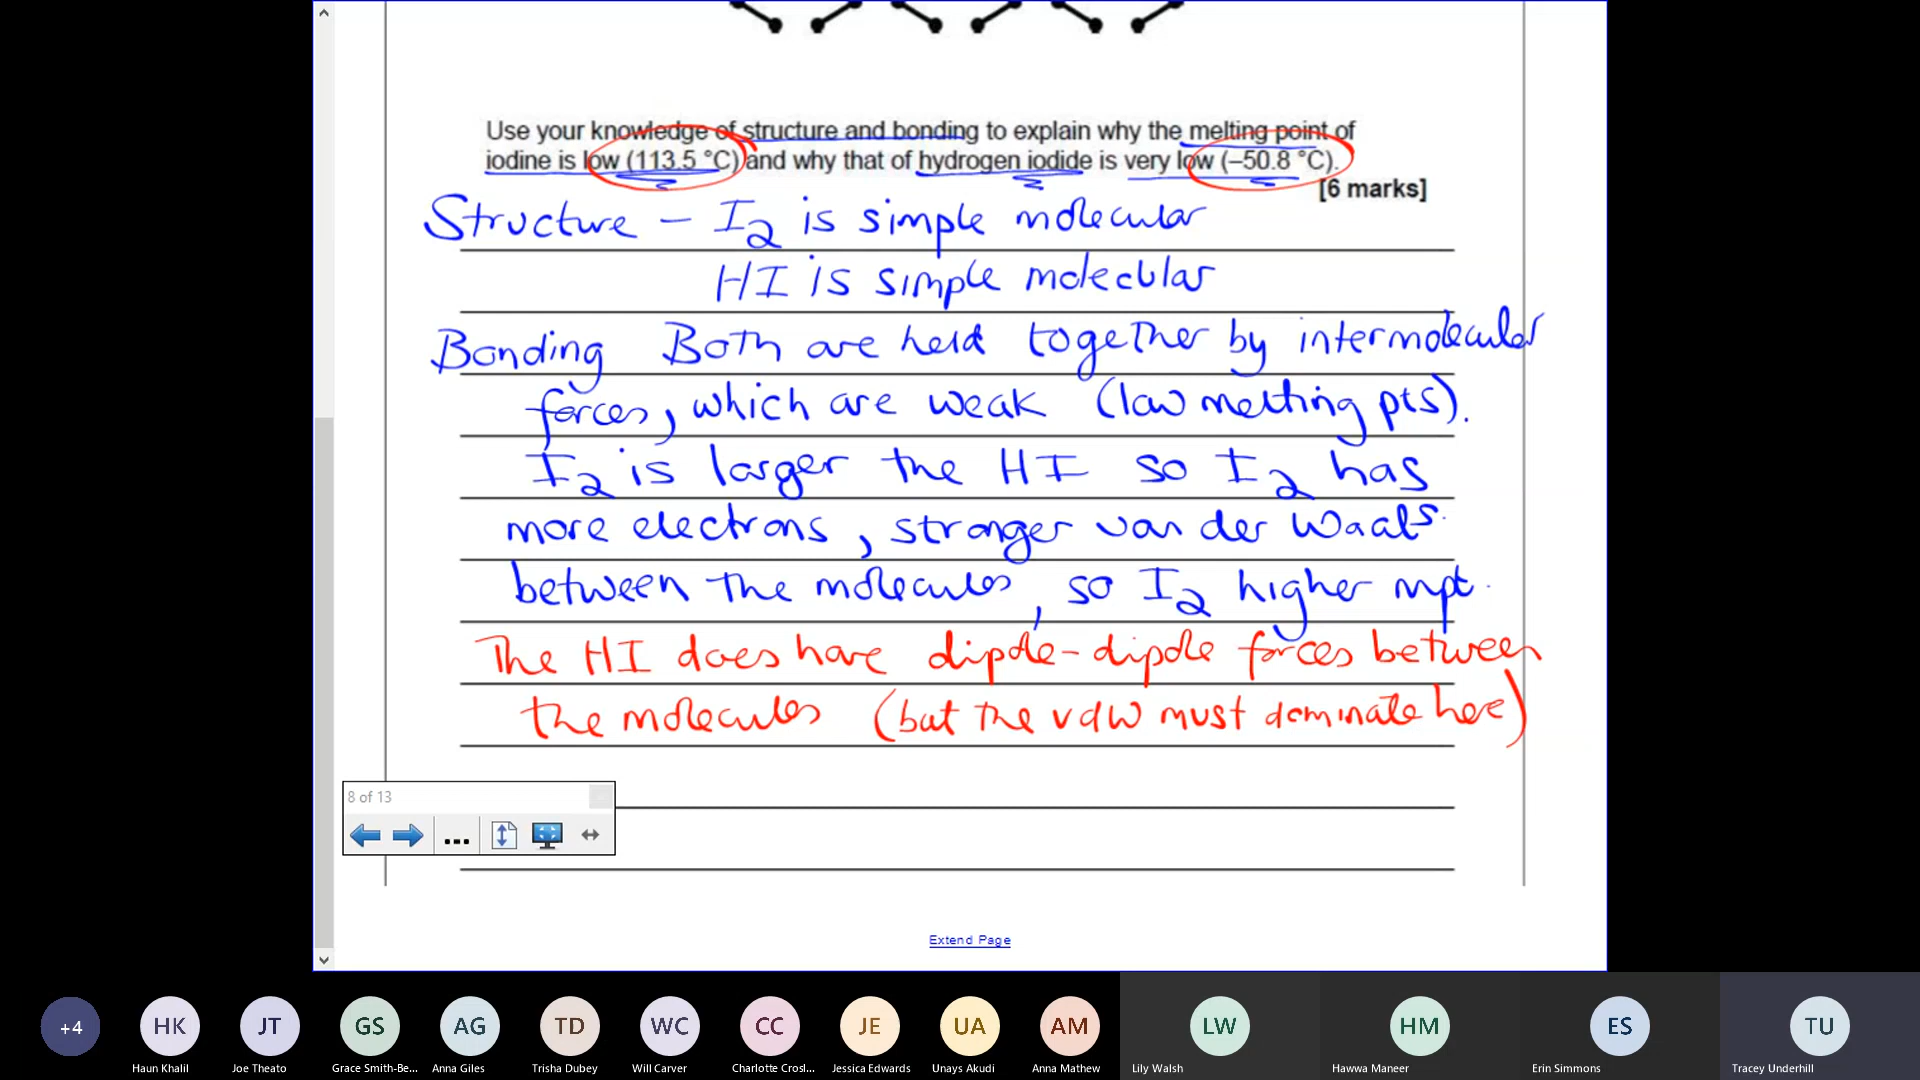 Use your knowledge of structure and bonding to explain why the melting point of
iodine is low (113.5 °C) and why that of hydrogen iodide is very low (–50.8 °C).
[6 marks]
Structure – I2 is simple molecular
HI is simple molecular
Bonding Both are held together by intermolecular
forces, which are weak (low melting pts).
I2 is larger the HI so I2 has
more electrons, stronger van der Waals
between the molecules, so I2 higher mpt.
The HI does have dipole-dipole forces between
the molecules (but the vdW must dominate here)
8 of 13
...
Extend Page
+4 HK JT GS AG TD WC CC JE UA AM LW HM ES TU
Haun Khalil Joe Theato Grace Smith-Be... Anna Giles Trisha Dubey Will Carver Charlotte Crosl... Jessica Edwards Unays Akudi Anna Mathew Lily Walsh Hawwa Maneer Erin Simmons Tracey Underhill